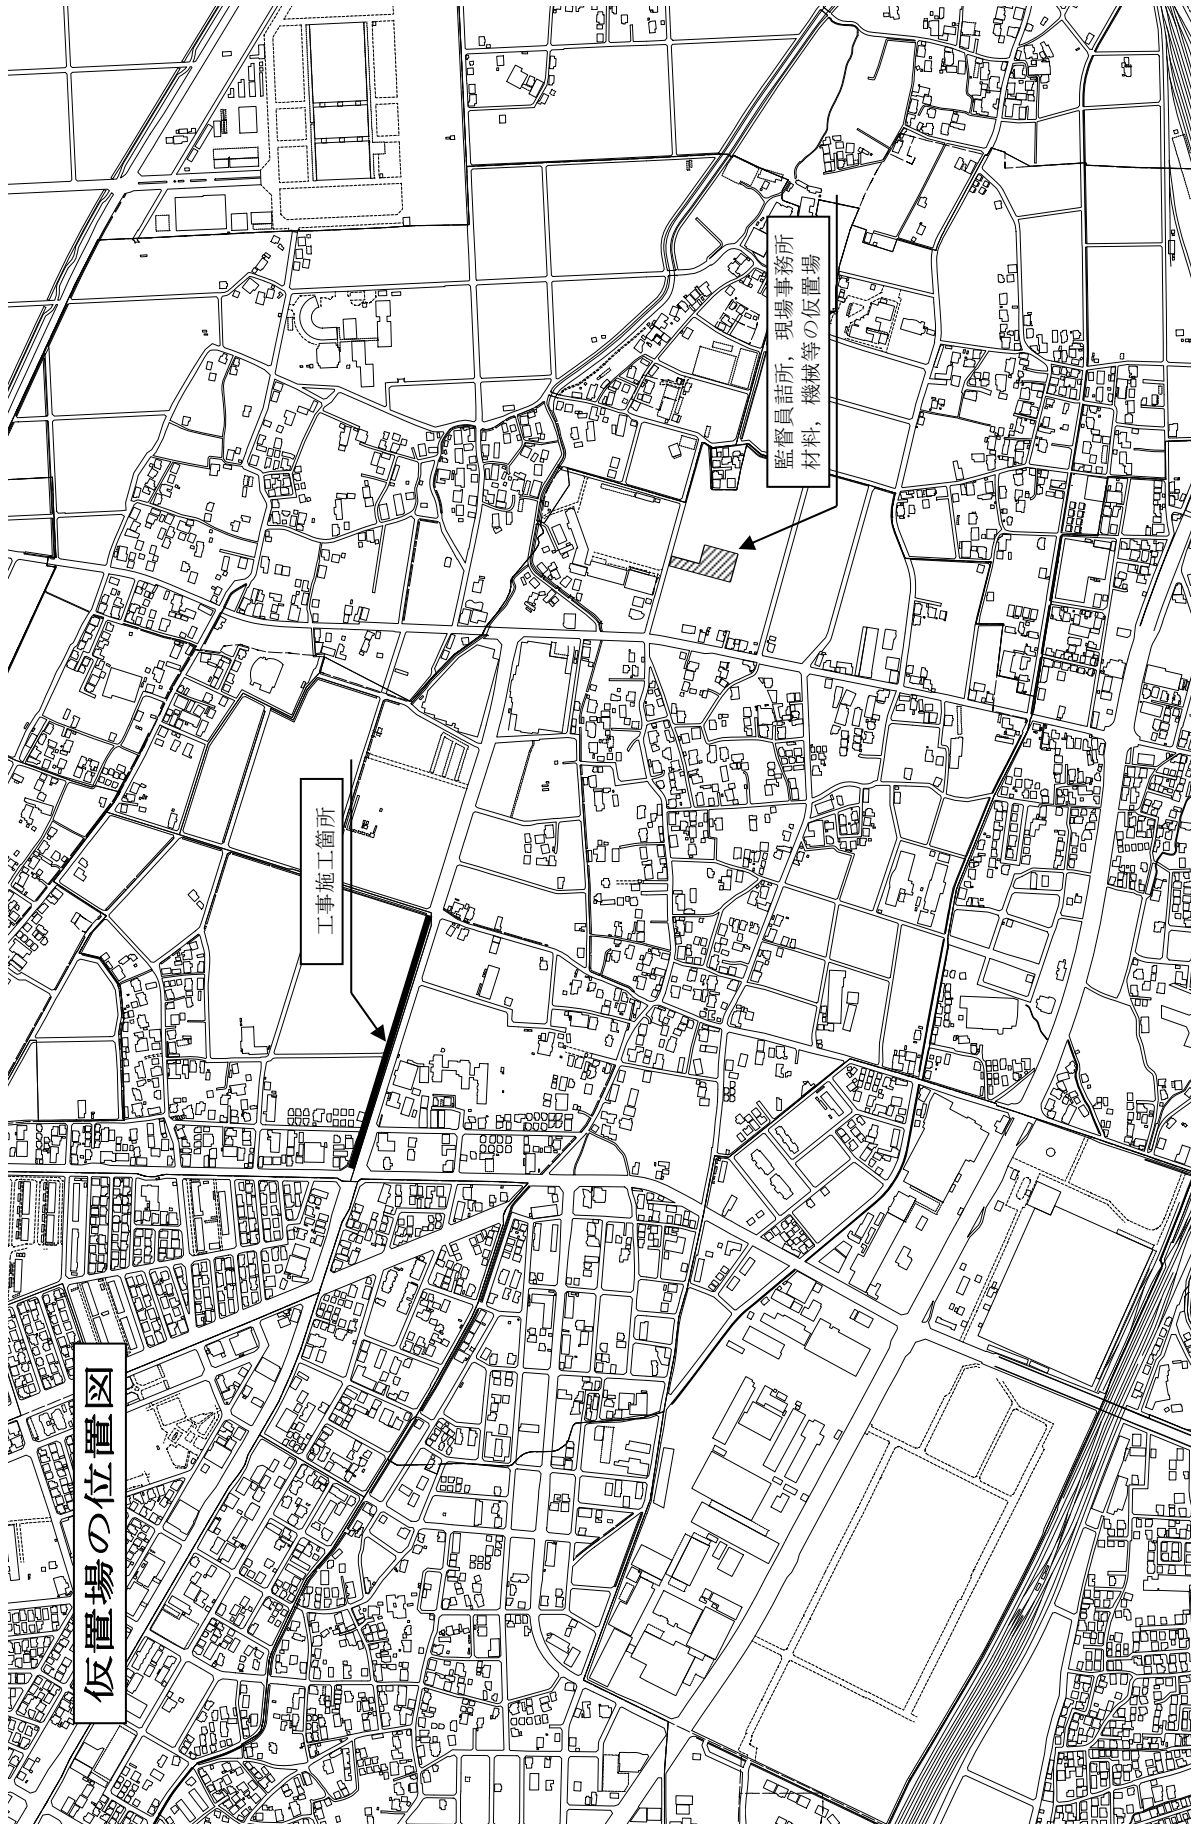 仮置場の位置図
工事施工箇所
監督員詰所，現場事務所
材料，機械等の仮置場